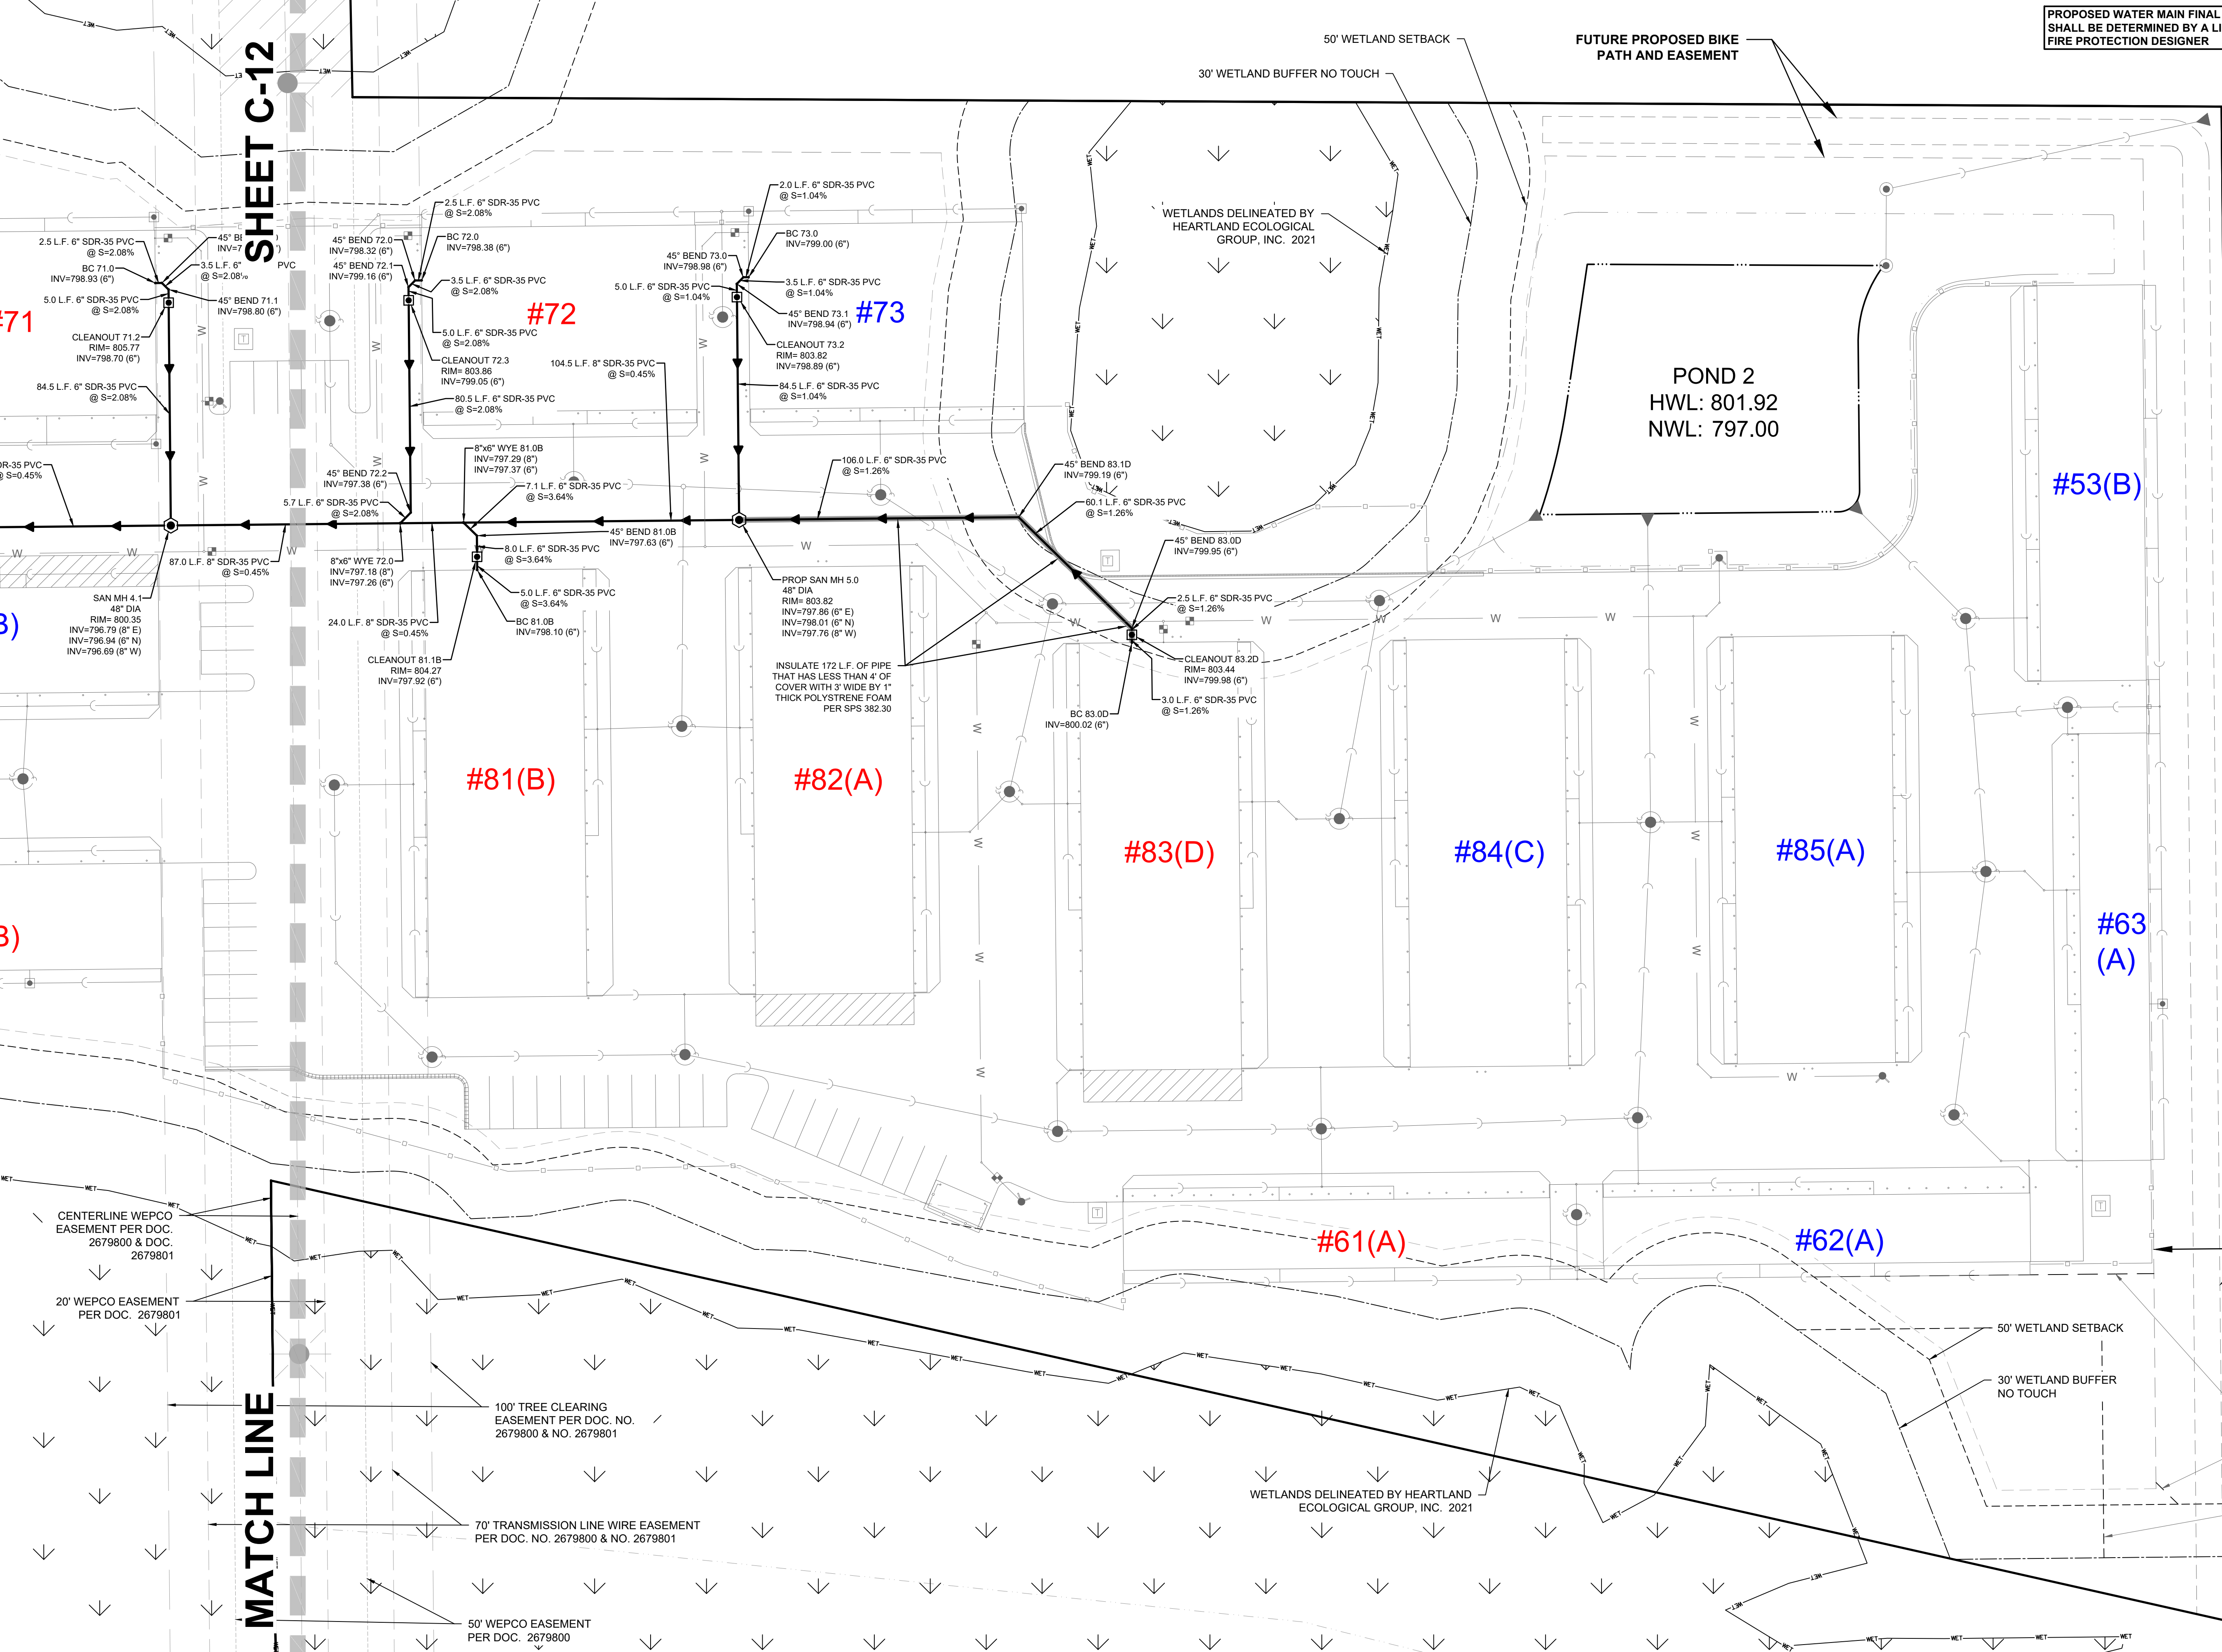 PROPOSED WATER MAIN FINAL
SHALL BE DETERMINED BY A LI
FIRE PROTECTION DESIGNER
50' WETLAND SETBACK
FUTURE PROPOSED BIKE
PATH AND EASEMENT
30' WETLAND BUFFER NO TOUCH
SHEET C-12
WETLANDS DELINEATED BY
HEARTLAND ECOLOGICAL
GROUP, INC. 2021
2.5 L.F. 6" SDR-35 PVC
@ S=2.08%
BC 71.0
INV=798.93 (6")
5.0 L.F. 6" SDR-35 PVC
@ S=2.08%
#71
CLEANOUT 71.2
RIM= 805.77
INV=798.70 (6")
84.5 L.F. 6" SDR-35 PVC
@ S=2.08%
3.5 L.F. 6" PVC
@ S=2.08%
45° BEND 71.1
INV=798.80 (6")
45° BEND 72.0
INV=798.32 (6")
45° BEND 72.1
INV=799.16 (6")
2.5 L.F. 6" SDR-35 PVC
@ S=2.08%
BC 72.0
INV=798.38 (6")
3.5 L.F. 6" SDR-35 PVC
@ S=2.08%
#72
5.0 L.F. 6" SDR-35 PVC
@ S=2.08%
CLEANOUT 72.3
RIM= 803.86
INV=799.05 (6")
80.5 L.F. 6" SDR-35 PVC
@ S=2.08%
2.0 L.F. 6" SDR-35 PVC
@ S=1.04%
BC 73.0
INV=799.00 (6")
45° BEND 73.0
INV=798.98 (6")
5.0 L.F. 6" SDR-35 PVC
@ S=1.04%
3.5 L.F. 6" SDR-35 PVC
@ S=1.04%
45° BEND 73.1
INV=798.94 (6")
#73
CLEANOUT 73.2
RIM= 803.82
INV=798.89 (6")
104.5 L.F. 8" SDR-35 PVC
@ S=0.45%
84.5 L.F. 6" SDR-35 PVC
@ S=1.04%
POND 2
HWL: 801.92
NWL: 797.00
DR-35 PVC
@ S=0.45%
45° BEND 72.2
INV=797.38 (6")
5.7 L.F. 6" SDR-35 PVC
@ S=2.08%
8"x6" WYE 81.0B
INV=797.29 (8")
INV=797.37 (6")
7.1 L.F. 6" SDR-35 PVC
@ S=3.64%
106.0 L.F. 6" SDR-35 PVC
@ S=1.26%
45° BEND 83.1D
INV=799.19 (6")
60.1 L.F. 6" SDR-35 PVC
@ S=1.26%
#53(B)
45° BEND 81.0B
INV=797.63 (6")
8.0 L.F. 6" SDR-35 PVC
@ S=3.64%
45° BEND 83.0D
INV=799.95 (6")
87.0 L.F. 8" SDR-35 PVC
@ S=0.45%
8"x6" WYE 72.0
INV=797.18 (8")
INV=797.26 (6")
SAN MH 4.1
48" DIA
RIM= 800.35
INV=796.79 (8" E)
INV=796.94 (6" N)
INV=796.69 (8" W)
24.0 L.F. 8" SDR-35 PVC
@ S=0.45%
5.0 L.F. 6" SDR-35 PVC
@ S=3.64%
BC 81.0B
INV=798.10 (6")
PROP SAN MH 5.0
48" DIA
RIM= 803.82
INV=797.86 (6" E)
INV=798.01 (6" N)
INV=797.76 (8" W)
2.5 L.F. 6" SDR-35 PVC
@ S=1.26%
CLEANOUT 81.1B
RIM= 804.27
INV=797.92 (6")
INSULATE 172 L.F. OF PIPE
THAT HAS LESS THAN 4' OF
COVER WITH 3' WIDE BY 1"
THICK POLYSTRENE FOAM
PER SPS 382.30
CLEANOUT 83.2D
RIM= 803.44
INV=799.98 (6")
3.0 L.F. 6" SDR-35 PVC
@ S=1.26%
BC 83.0D
INV=800.02 (6")
B)
#81(B)
#82(A)
#83(D)
#84(C)
#85(A)
#63
(A)
B)
#61(A)
#62(A)
CENTERLINE WEPCO
EASEMENT PER DOC.
2679800 & DOC.
2679801
20' WEPCO EASEMENT
PER DOC. 2679801
50' WETLAND SETBACK
30' WETLAND BUFFER
NO TOUCH
100' TREE CLEARING
EASEMENT PER DOC. NO.
2679800 & NO. 2679801
WETLANDS DELINEATED BY HEARTLAND
ECOLOGICAL GROUP, INC. 2021
70' TRANSMISSION LINE WIRE EASEMENT
PER DOC. NO. 2679800 & NO. 2679801
50' WEPCO EASEMENT
PER DOC. 2679800
MATCH LINE